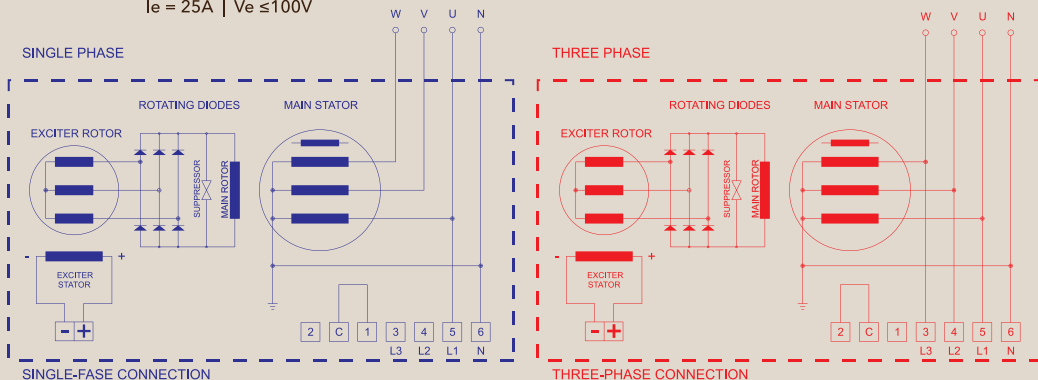 Ie = 25A | Ve ≤100V
W V U N
SINGLE PHASE
ROTATING DIODES
MAIN STATOR
EXCITER ROTOR
SUPPRESSOR
MAIN ROTOR
- +
EXCITER
STATOR
- +
2 C 1 3 4 5 6
L3 L2 L1 N
SINGLE-FASE CONNECTION
W V U N
THREE PHASE
ROTATING DIODES
MAIN STATOR
EXCITER ROTOR
SUPPRESSOR
MAIN ROTOR
- +
EXCITER
STATOR
- +
2 C 1 3 4 5 6
L3 L2 L1 N
THREE-PHASE CONNECTION